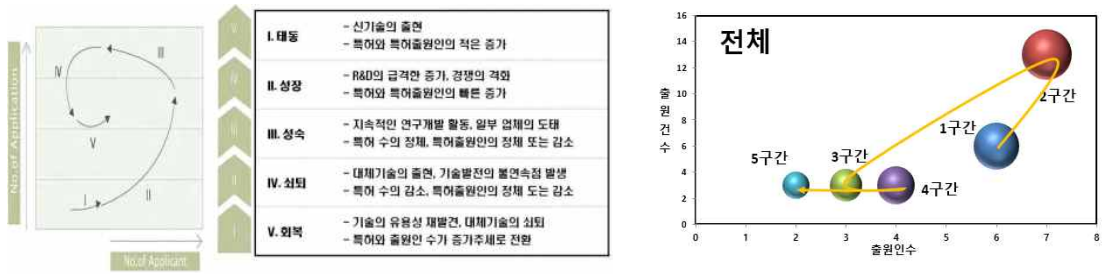 No.of Application
I
II
III
IV
V
No.of Applicant
V
IV
III
II
I
I. 태동
- 신기술의 출현
- 특허와 특허출원인의 적은 증가
II. 성장
- R&D의 급격한 증가, 경쟁의 격화
- 특허와 특허출원인의 빠른 증가
III. 성숙
- 지속적인 연구개발 활동, 일부 업체의 도태
- 특허 수의 정체, 특허출원인의 정체 또는 감소
IV. 쇠퇴
- 대체기술의 출현, 기술발전의 불연속점 발생
- 특허 수의 감소, 특허출원인의 정체 도는 감소
V. 회복
- 기술의 유용성 재발견, 대체기술의 쇠퇴
- 특허와 출원인 수가 증가추세로 전환
전체
출원건수
16
14
12
10
8
6
4
2
0
0 1 2 3 4 5 6 7 8
출원인수
1구간
2구간
3구간
4구간
5구간